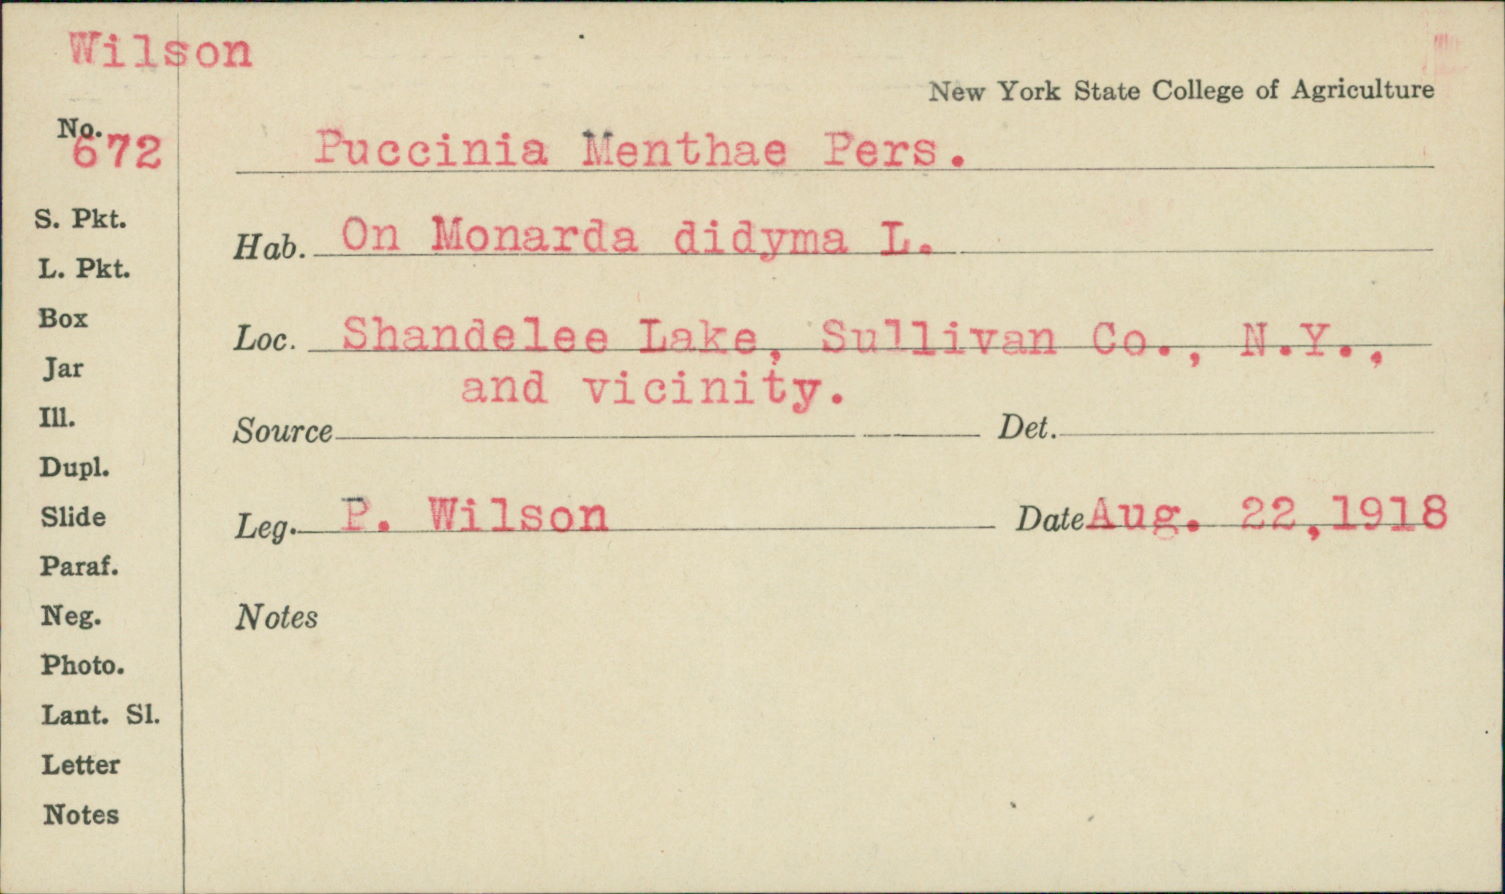 Wilson
New York State College of Agriculture
No. 672
Puccinia Menthae Pers.
S. Pkt.
Hab. On Monarda didyma L.
L. Pkt.
Box
Loc. Shandelee Lake, Sullivan Co., N.Y.,
Jar
and vicinity.
Ill.
Source Det.
Dupl.
Slide
Leg. P. Wilson Date Aug. 22,1918
Paraf.
Neg.
Notes
Photo.
Lant. Sl.
Letter
Notes